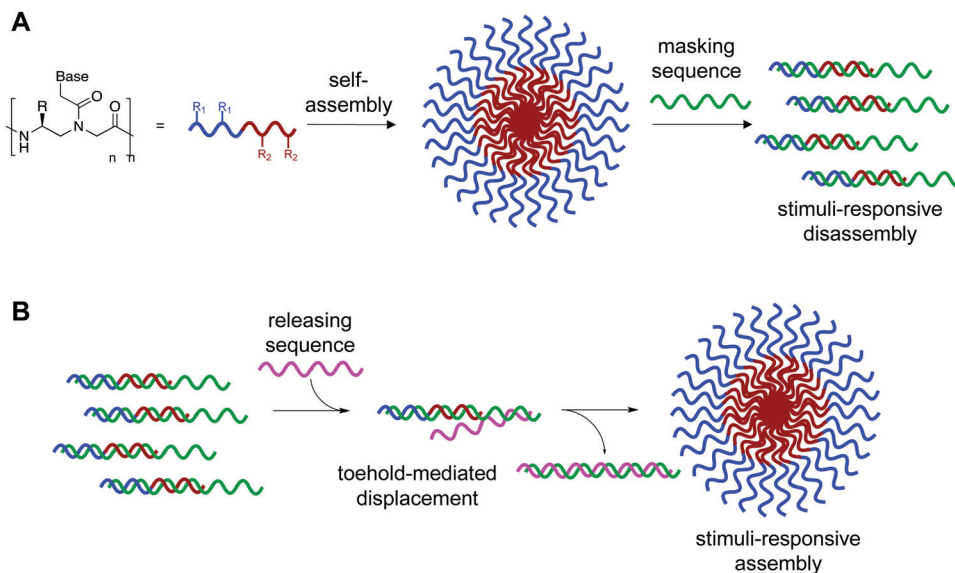 A
Base
R
O
O
N
N
H
n
n
=
R1
R1
R2
R2
self-
assembly
masking
sequence
stimuli-responsive
disassembly
B
releasing
sequence
toehold-mediated
displacement
stimuli-responsive
assembly